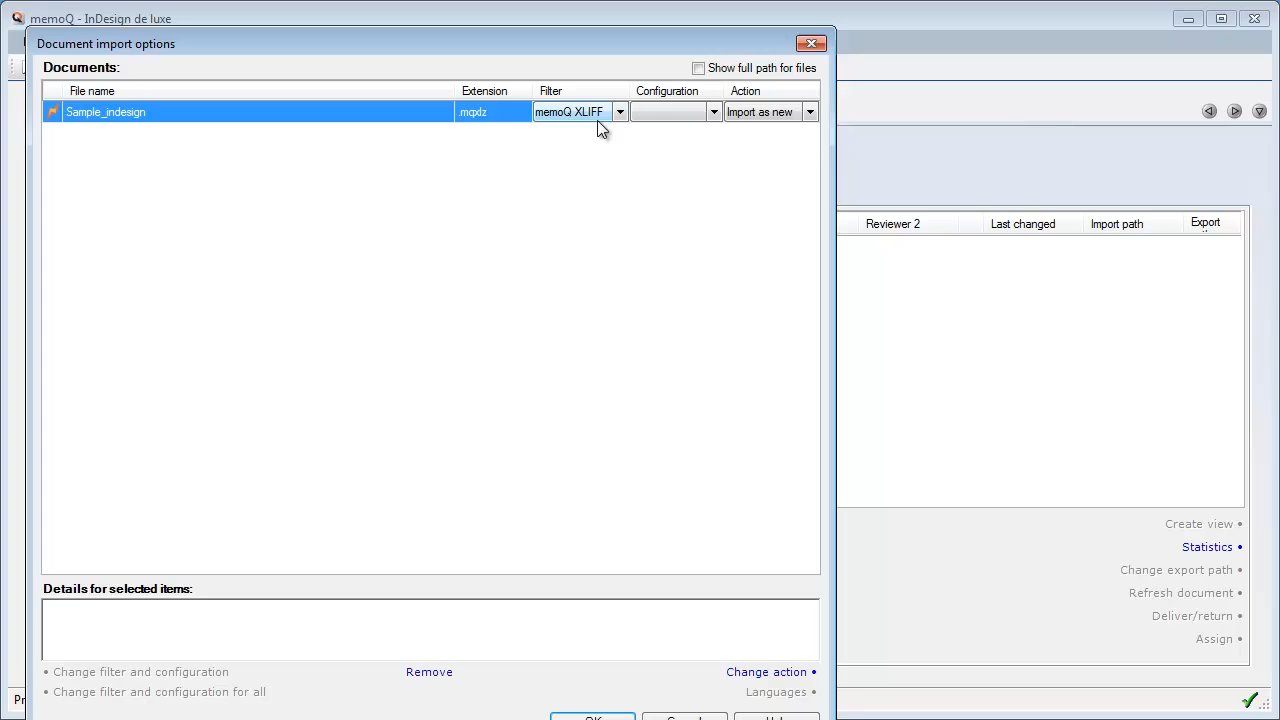 memoQ - InDesign de luxe
Document import options
Documents:
Show full path for files
File name Extension Filter Configuration Action
Sample_indesign .mqxlz memoQ XLIFF Import as new
Reviewer 2 Last changed Import path Export
Create view
Statistics
Change export path
Refresh document
Deliver/return
Assign
Details for selected items:
Change filter and configuration Remove Change action
Change filter and configuration for all Languages